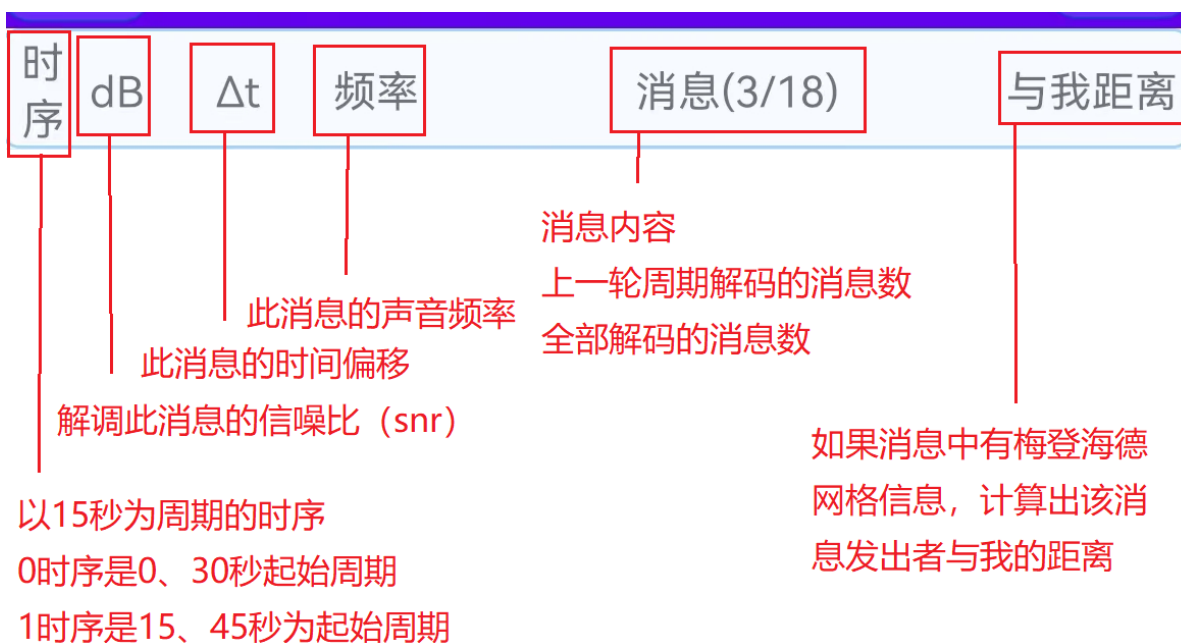 时序
dB
Δt
频率
消息(3/18)
与我距离
消息内容
上一轮周期解码的消息数
全部解码的消息数
此消息的声音频率
此消息的时间偏移
解调此消息的信噪比（snr）
以15秒为周期的时序
0时序是0、30秒起始周期
1时序是15、45秒为起始周期
如果消息中有梅登海德
网格信息，计算出该消
息发出者与我的距离